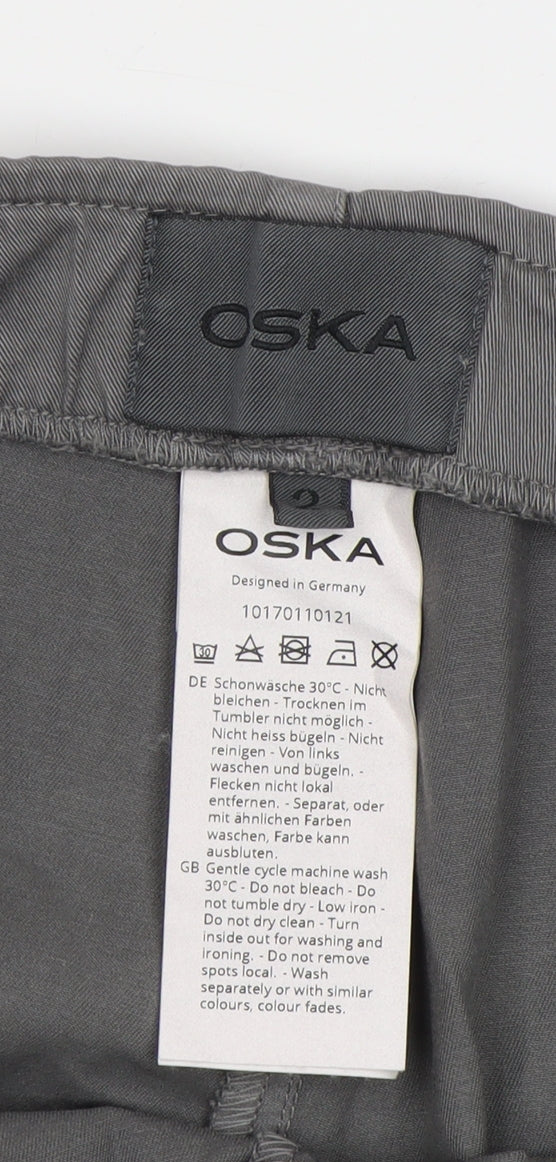 OSKA
2
OSKA
Designed in Germany
10170110121
30
DE Schonwäsche 30°C - Nicht
bleichen - Trocknen im
Tumbler nicht möglich -
Nicht heiss bügeln - Nicht
reinigen - Von links
waschen und bügeln. -
Flecken nicht lokal
entfernen. - Separat, oder
mit ähnlichen Farben
waschen, Farbe kann
ausbluten.
GB Gentle cycle machine wash
30°C - Do not bleach - Do
not tumble dry - Low iron -
Do not dry clean - Turn
inside out for washing and
ironing. - Do not remove
spots local. - Wash
separately or with similar
colours, colour fades.